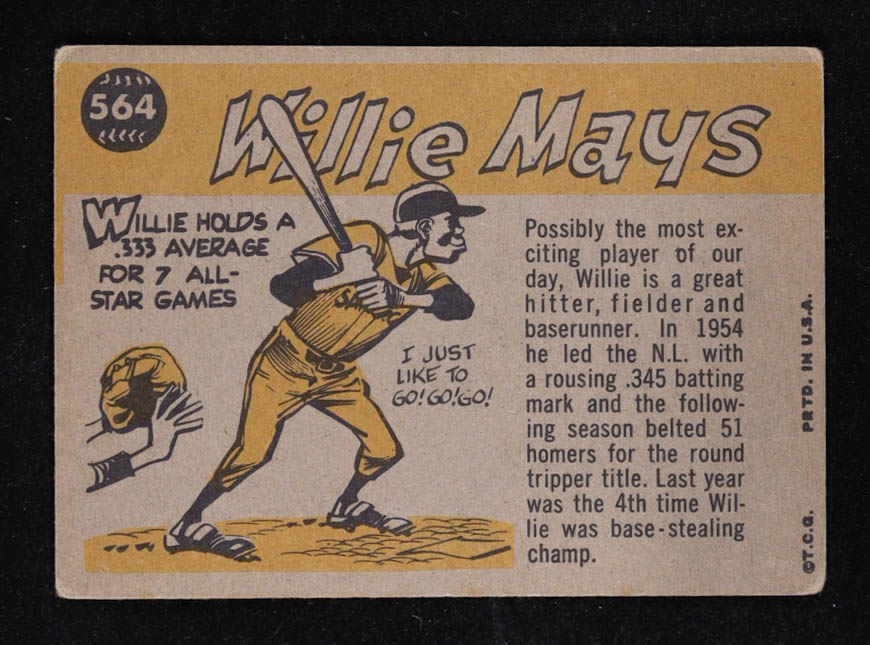 564
Willie Mays
WILLIE HOLDS A
.333 AVERAGE
FOR 7 ALL-
STAR GAMES
I JUST
LIKE TO
GO! GO! GO!
Possibly the most ex-
citing player of our
day, Willie is a great
hitter, fielder and
baserunner. In 1954
he led the N.L. with
a rousing .345 batting
mark and the follow-
ing season belted 51
homers for the round
tripper title. Last year
was the 4th time Wil-
lie was base-stealing
champ.
©T.C.G. PRTD. IN U.S.A.